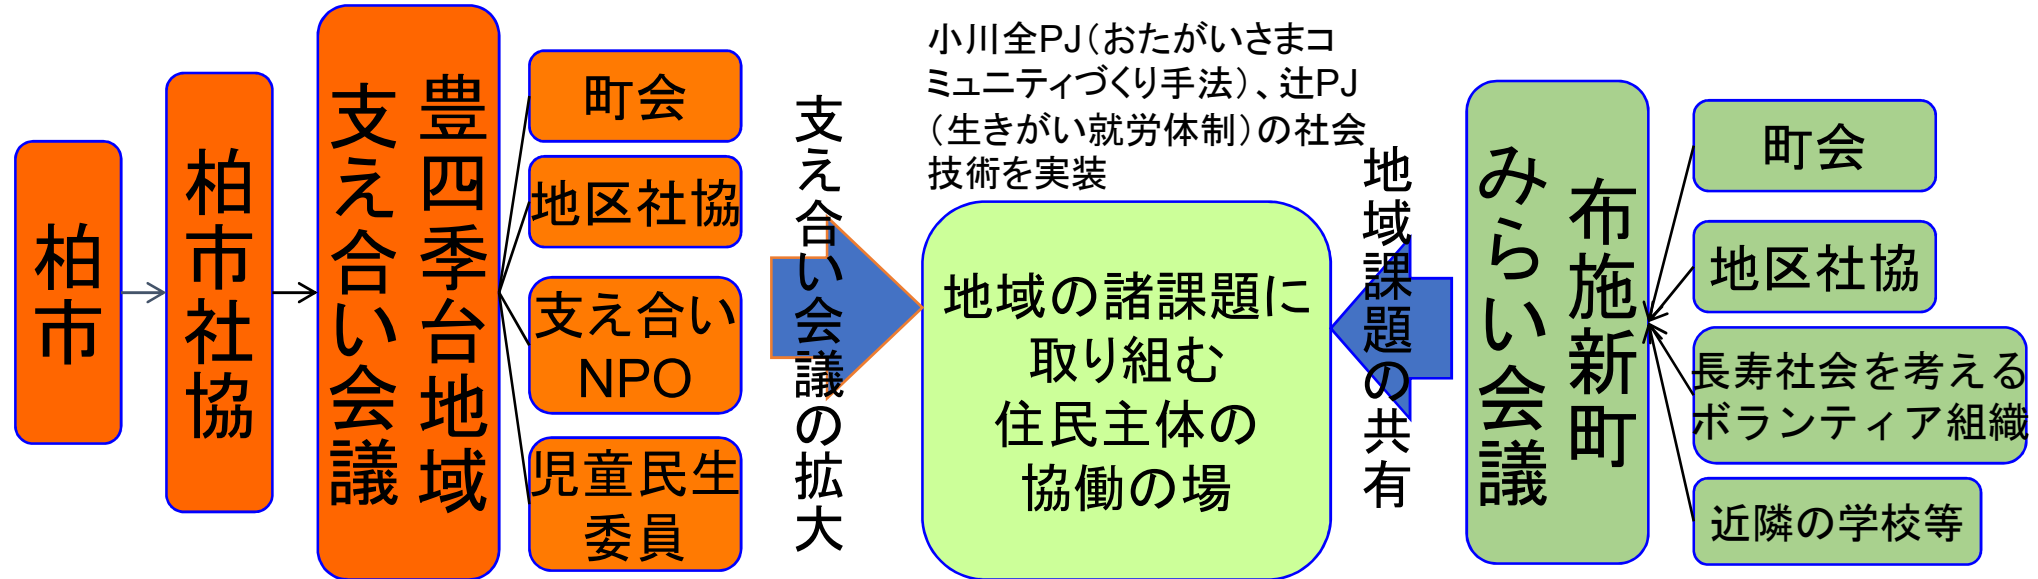 柏市
柏市社協
豊四季台地域
支え合い会議
町会
地区社協
支え合い
NPO
児童民生
委員
支え合い会議の拡大
小川全PJ（おたがいさまコ
ミュニティづくり手法）、辻PJ
（生きがい就労体制）の社会
技術を実装
地域の諸課題に
取り組む
住民主体の
協働の場
地域課題の共有
布施新町
みらい会議
町会
地区社協
長寿社会を考える
ボランティア組織
近隣の学校等